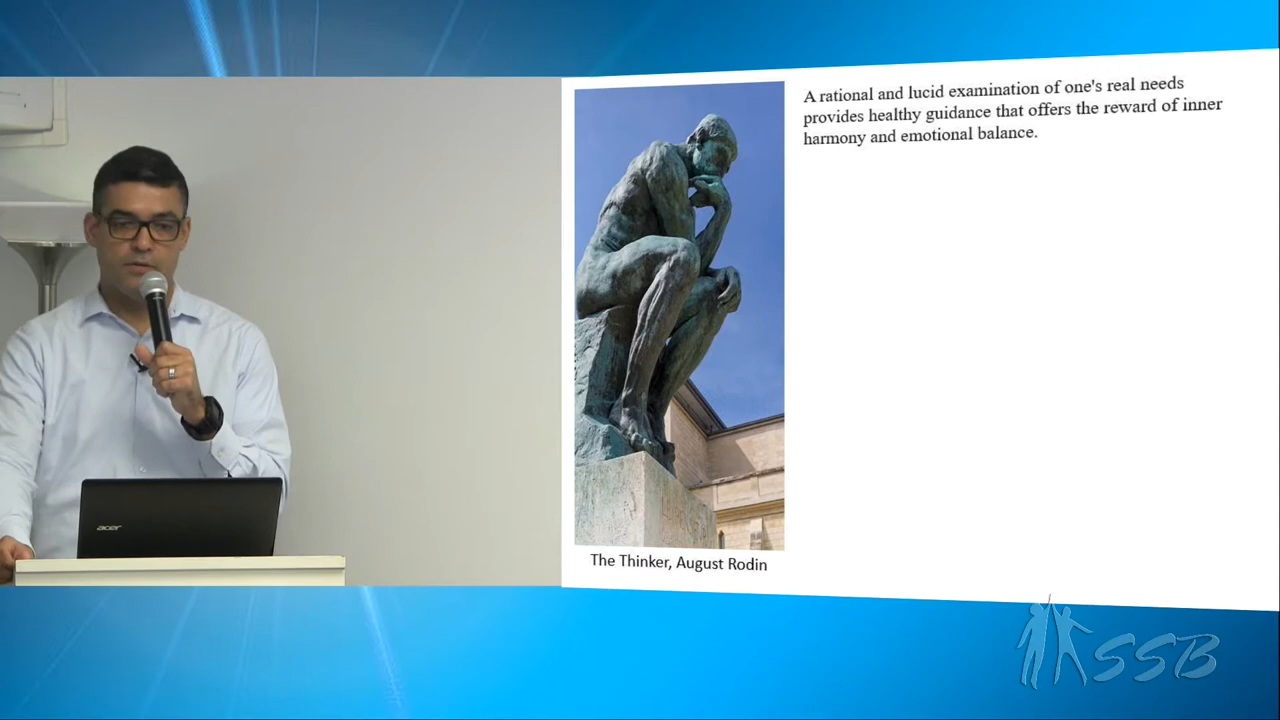 A rational and lucid examination of one's real needs
provides healthy guidance that offers the reward of inner
harmony and emotional balance.
The Thinker, August Rodin
acer
SSB